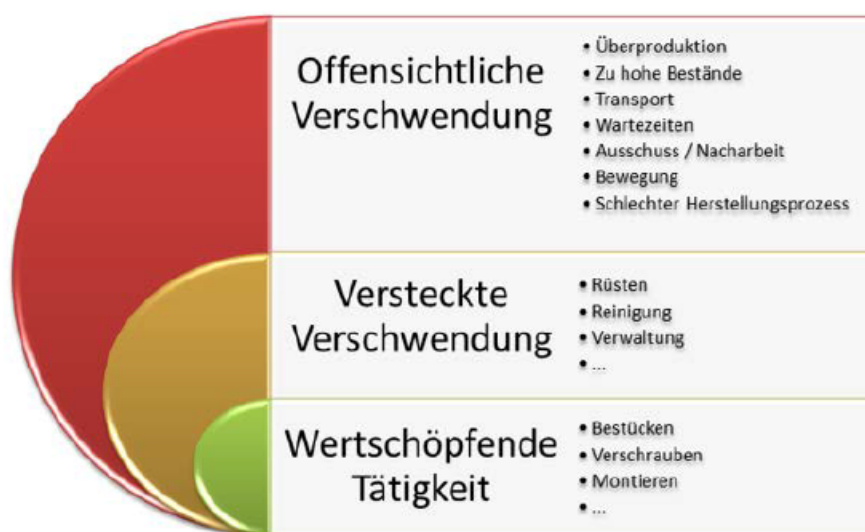 Offensichtliche
Verschwendung
• Überproduktion
• Zu hohe Bestände
• Transport
• Wartezeiten
• Ausschuss / Nacharbeit
• Bewegung
• Schlechter Herstellungsprozess
Versteckte
Verschwendung
• Rüsten
• Reinigung
• Verwaltung
• ...
Wertschöpfende
Tätigkeit
• Bestücken
• Verschrauben
• Montieren
• ...